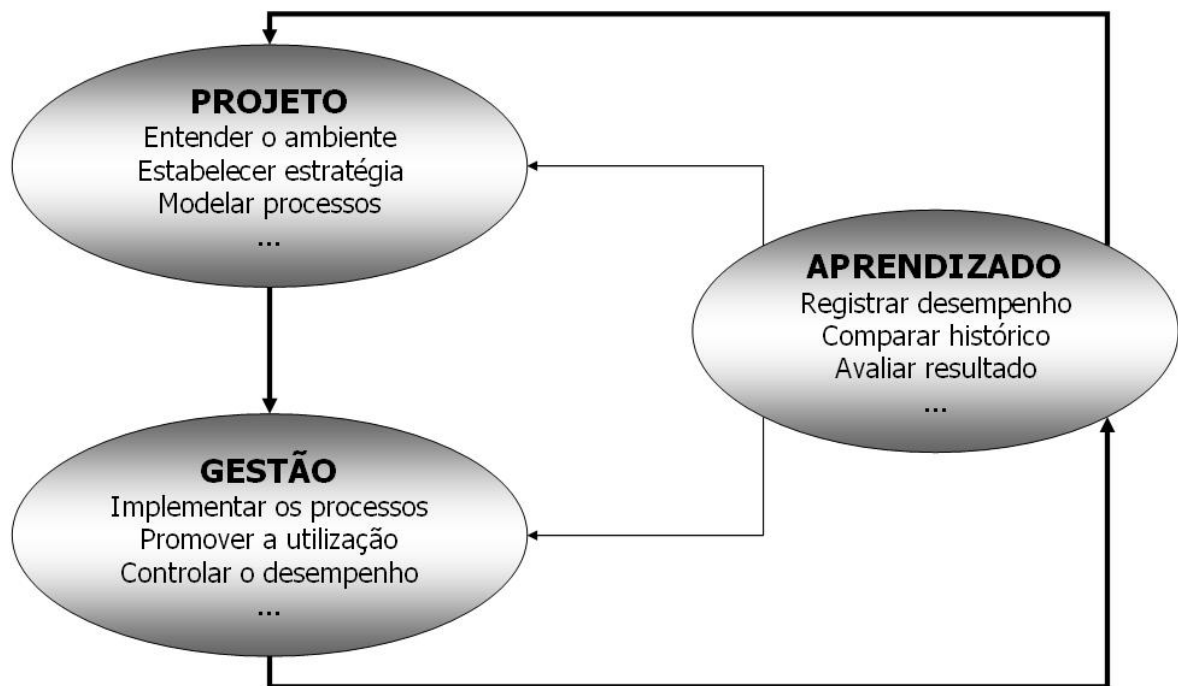 PROJETO
Entender o ambiente
Estabelecer estratégia
Modelar processos
...
APRENDIZADO
Registrar desempenho
Comparar histórico
Avaliar resultado
...
GESTÃO
Implementar os processos
Promover a utilização
Controlar o desempenho
...